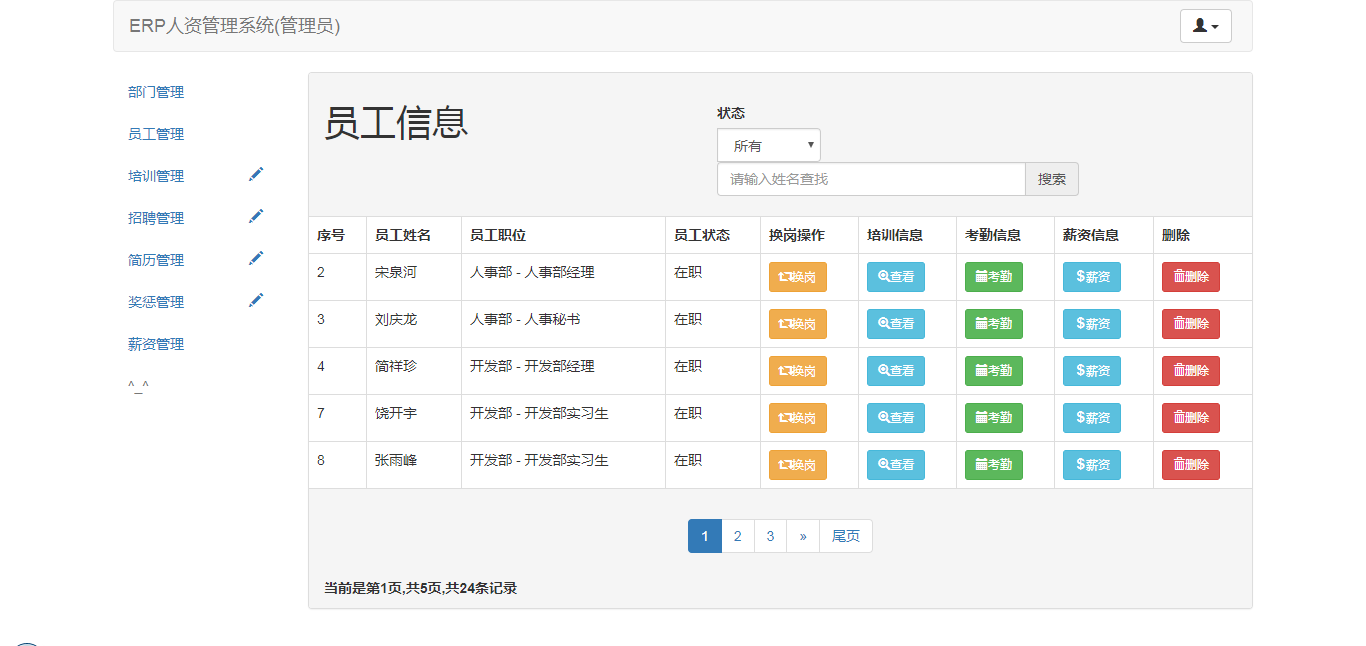 ERP人资管理系统(管理员)
部门管理
员工管理
培训管理
招聘管理
简历管理
奖惩管理
薪资管理
^_^
员工信息
状态
所有
请输入姓名查找 搜索
序号 员工姓名 员工职位 员工状态 换岗操作 培训信息 考勤信息 薪资信息 删除
2 宋泉河 人事部 - 人事部经理 在职 换岗 查看 考勤 $薪资 删除
3 刘庆龙 人事部 - 人事秘书 在职 换岗 查看 考勤 $薪资 删除
4 简祥珍 开发部 - 开发部经理 在职 换岗 查看 考勤 $薪资 删除
7 饶开宇 开发部 - 开发部实习生 在职 换岗 查看 考勤 $薪资 删除
8 张雨峰 开发部 - 开发部实习生 在职 换岗 查看 考勤 $薪资 删除
1 2 3 » 尾页
当前是第1页,共5页,共24条记录